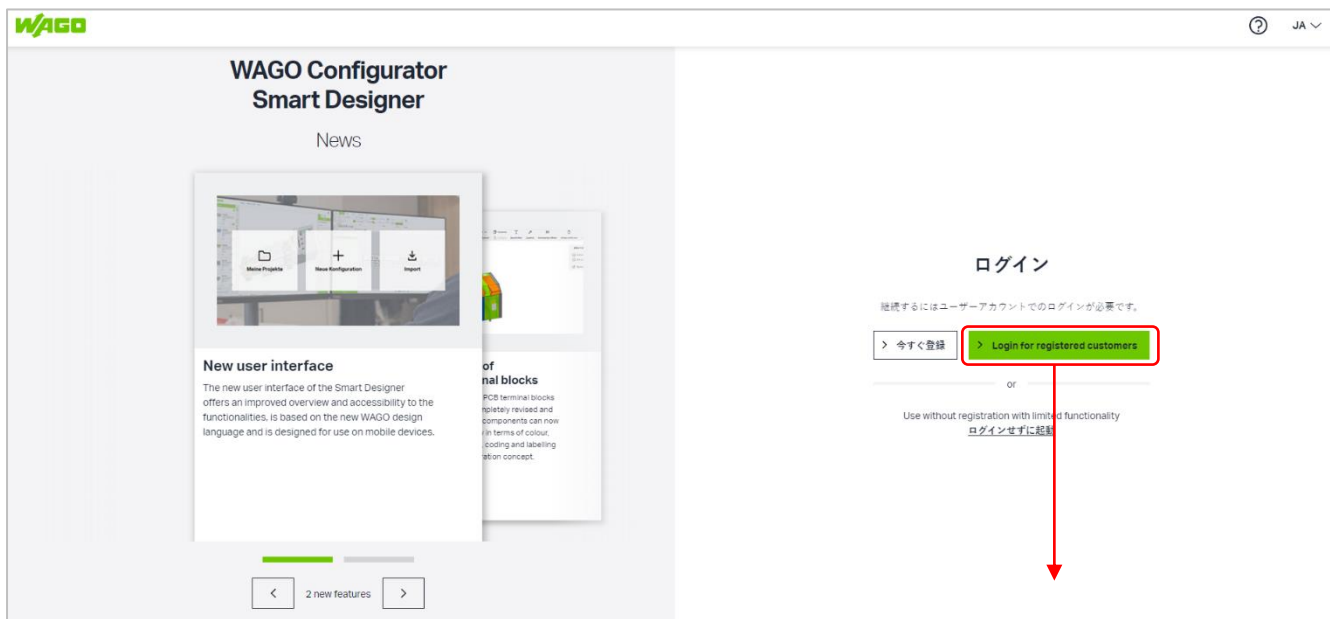 WAGO
JA
WAGO Configurator
Smart Designer
News
Meine Projekte
Neue Konfiguration
Import
New user interface
The new user interface of the Smart Designer
offers an improved overview and accessibility to the
functionalities, is based on the new WAGO design
language and is designed for use on mobile devices.
of
nal blocks
PCB terminal blocks
mpletely revised and
components can now
in terms of colour,
coding and labelling
ation concept.
2 new features
ログイン
継続するにはユーザーアカウントでのログインが必要です。
今すぐ登録
Login for registered customers
or
Use without registration with limited functionality
ログインせずに起動